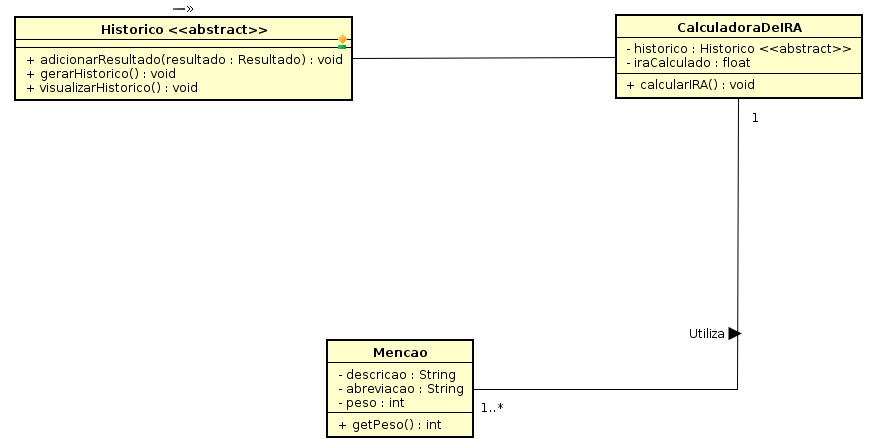 Historico <<abstract>>
+ adicionarResultado(resultado : Resultado) : void
+ gerarHistorico() : void
+ visualizarHistorico() : void
CalculadoraDeIRA
- historico : Historico <<abstract>>
- iraCalculado : float
+ calcularIRA() : void
1
Utiliza
Mencao
- descricao : String
- abreviacao : String
- peso : int
+ getPeso() : int
1..*